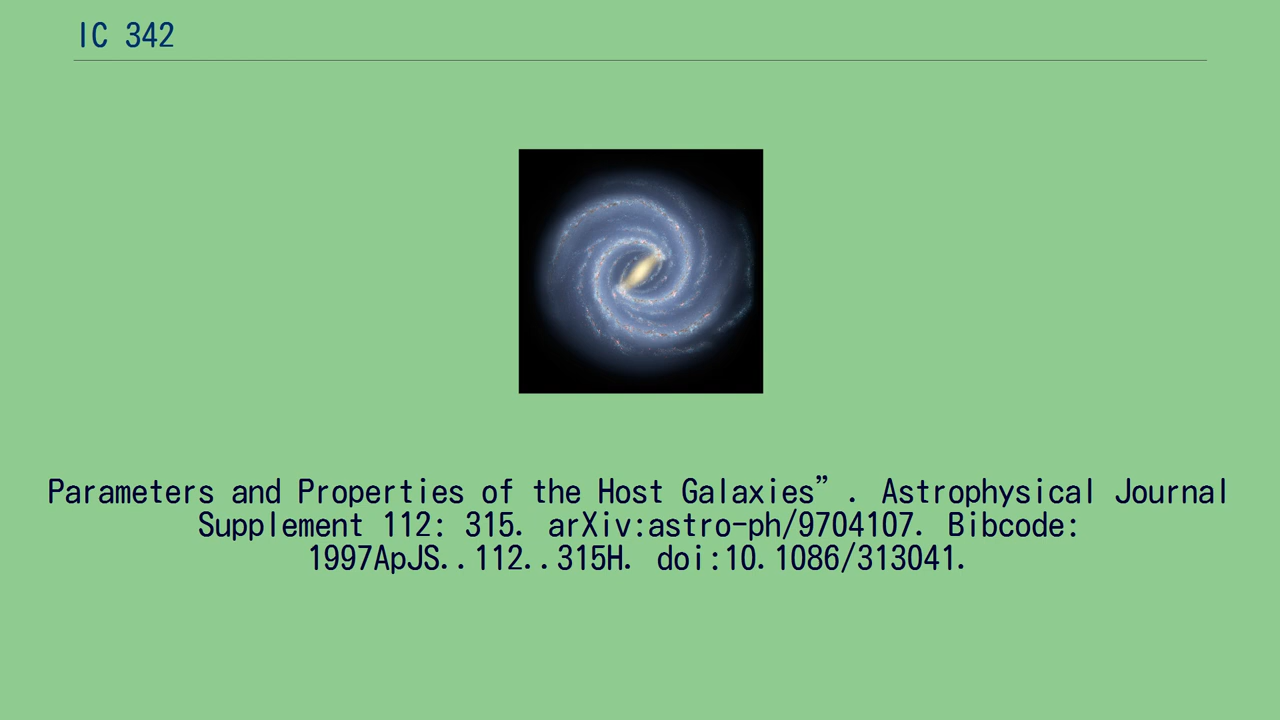 IC 342
Parameters and Properties of the Host Galaxies”. Astrophysical Journal
Supplement 112: 315. arXiv:astro-ph/9704107. Bibcode:
1997ApJS..112..315H. doi:10.1086/313041.